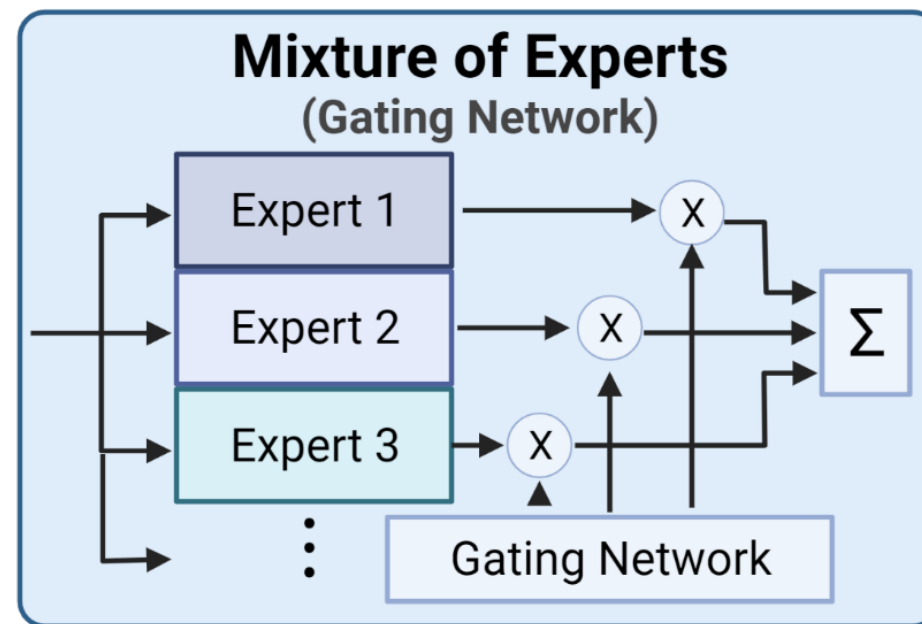 Mixture of Experts
(Gating Network)
Expert 1
X
Expert 2
X
Σ
Expert 3
X
Gating Network